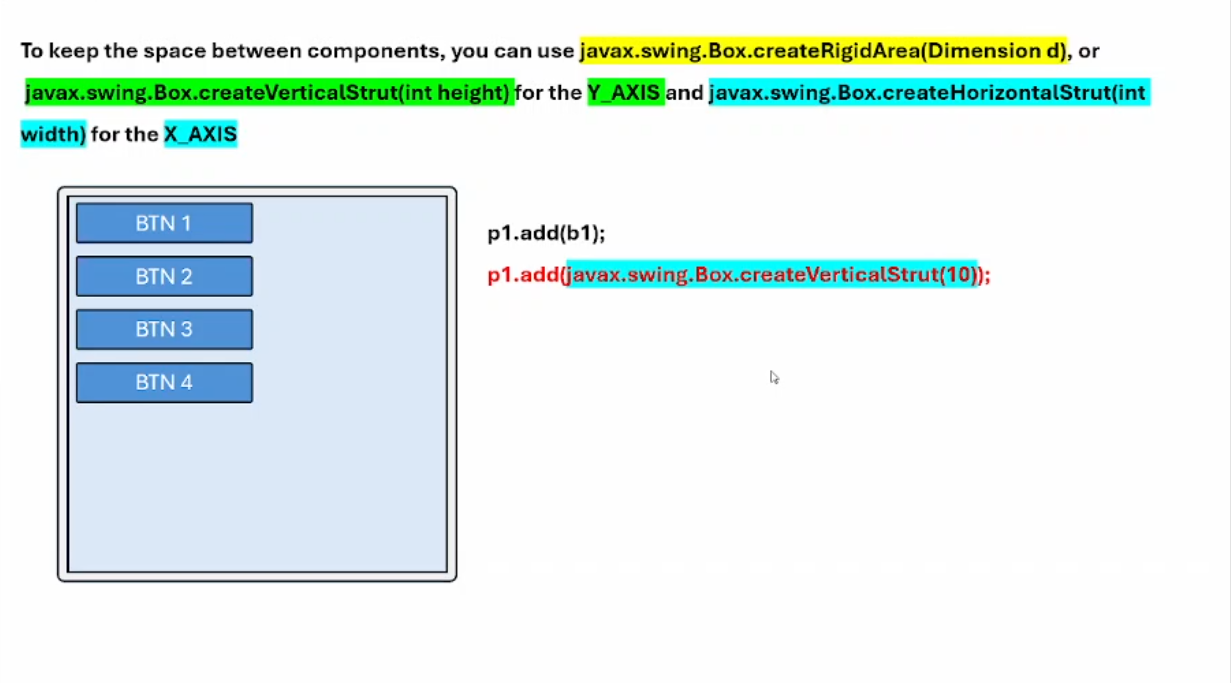 To keep the space between components, you can use javax.swing.Box.createRigidArea(Dimension d), or
javax.swing.Box.createVerticalStrut(int height) for the Y_AXIS and javax.swing.Box.createHorizontalStrut(int
width) for the X_AXIS
BTN 1
BTN 2
BTN 3
BTN 4
p1.add(b1);
p1.add(javax.swing.Box.createVerticalStrut(10));